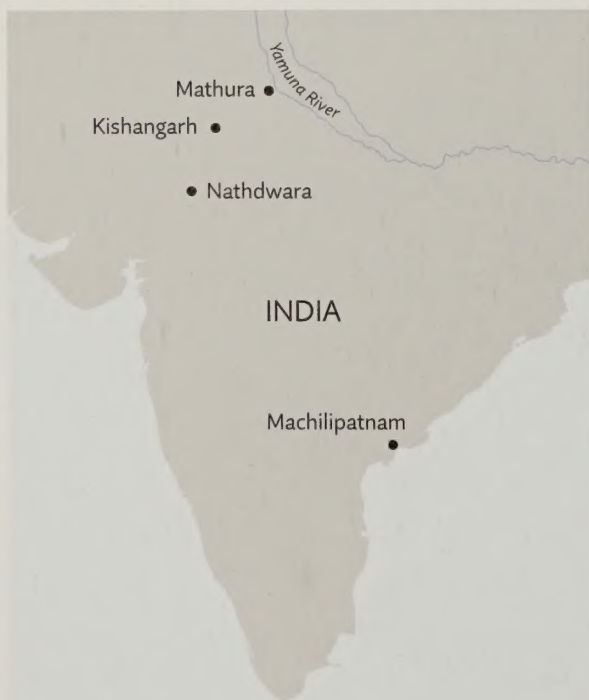 Yamuna River
Mathura
Kishangarh
Nathdwara
INDIA
Machilipatnam